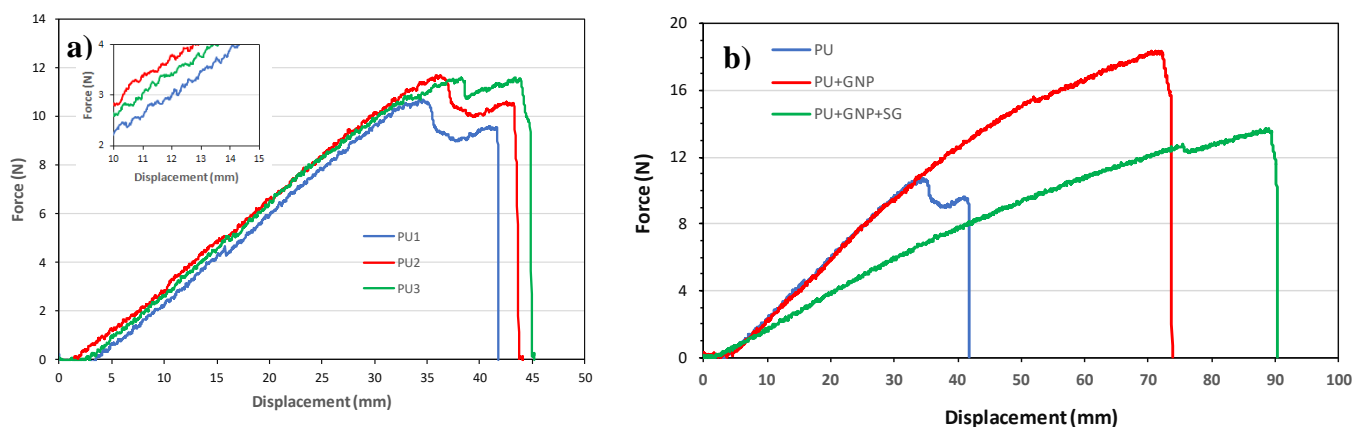 a)
14
12
10
8
6
4
2
0
Force (N)
4
3
2
Force (N)
10 11 12 13 14 15
Displacement (mm)
PU1
PU2
PU3
0 5 10 15 20 25 30 35 40 45 50
Displacement (mm)
b)
20
16
12
8
4
0
Force (N)
PU
PU+GNP
PU+GNP+SG
0 10 20 30 40 50 60 70 80 90 100
Displacement (mm)